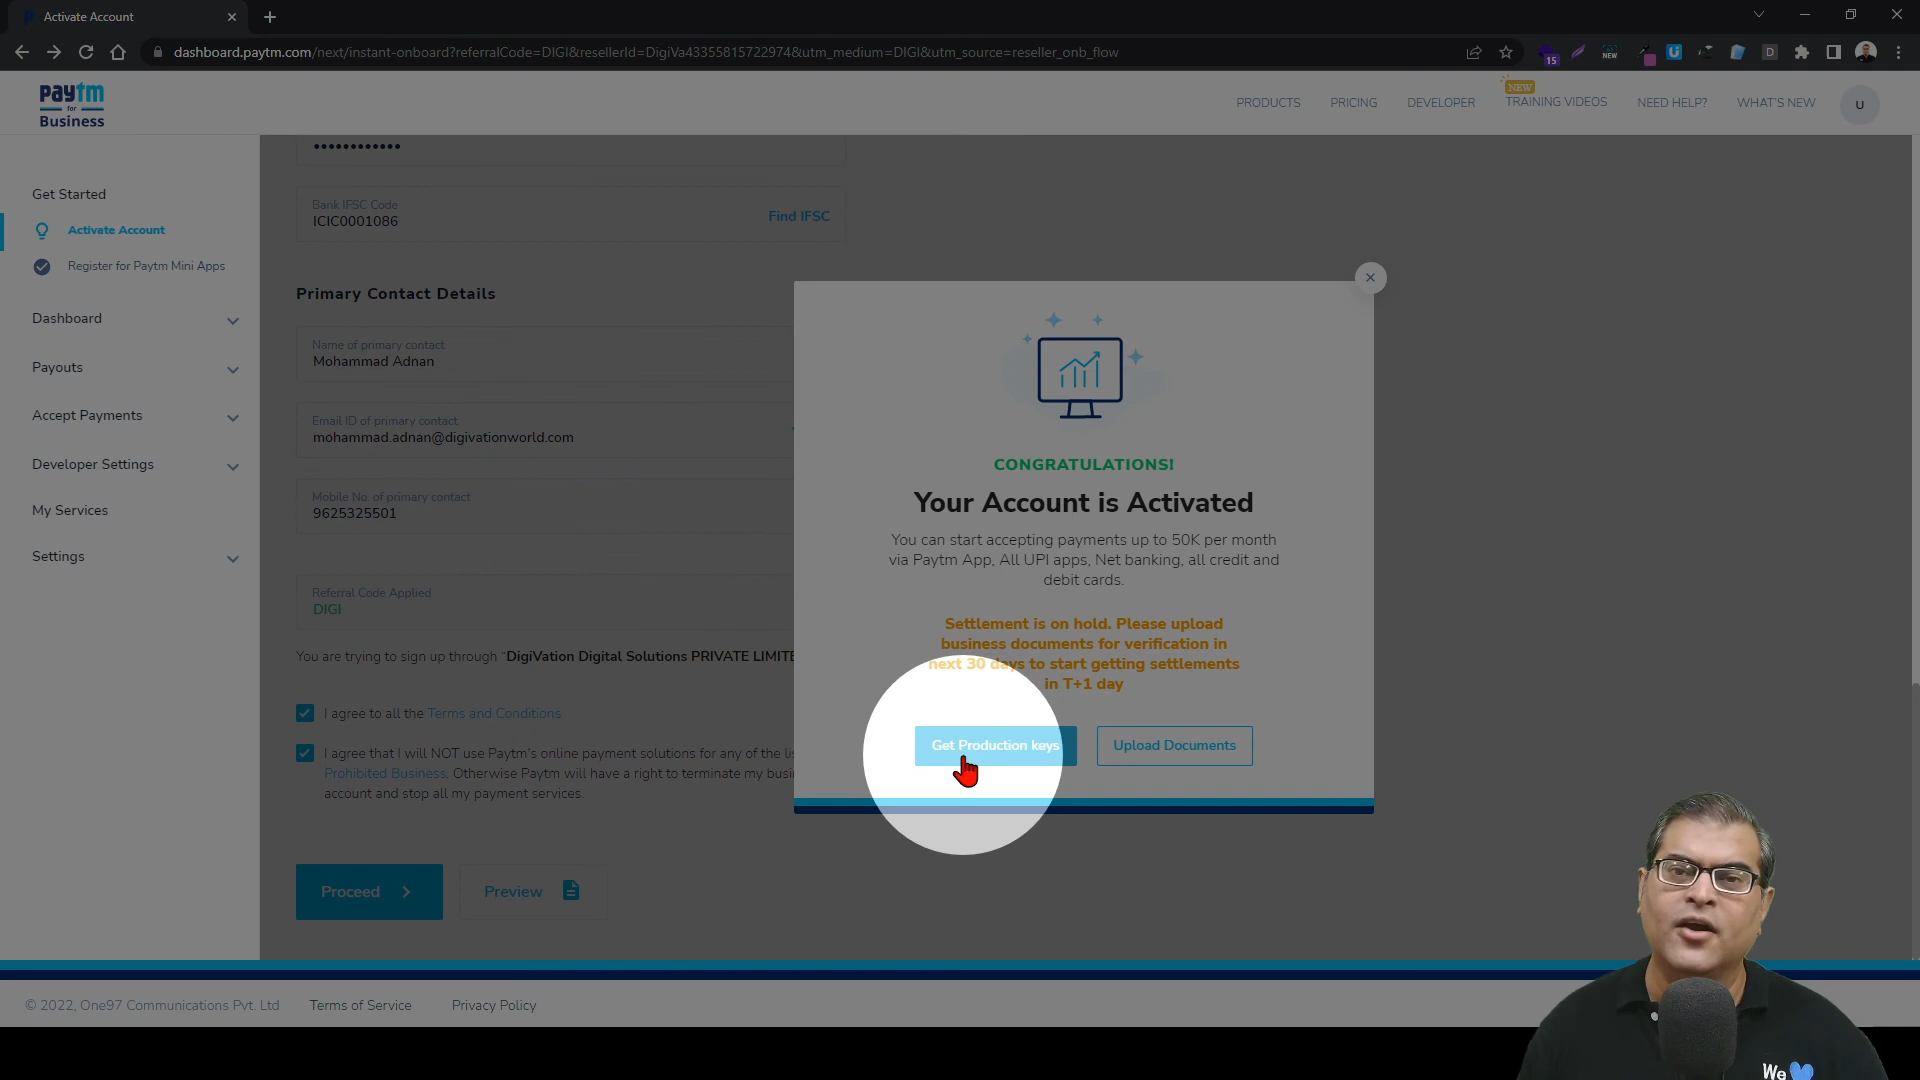 Activate Account
dashboard.paytm.com/next/instant-onboard?referralCode=DIGI&resellerId=DigiVa43355815722974&utm_medium=DIGI&utm_source=reseller_onb_flow
15
NEW
D
paytm
for
Business
PRODUCTS
PRICING
DEVELOPER
NEW
TRAINING VIDEOS
NEED HELP?
WHAT'S NEW
U
Get Started
Activate Account
Register for Paytm Mini Apps
Dashboard
Payouts
Accept Payments
Developer Settings
My Services
Settings
Bank IFSC Code
ICIC0001086
Find IFSC
Primary Contact Details
Name of primary contact
Mohammad Adnan
Email ID of primary contact
mohammad.adnan@digivationworld.com
Mobile No. of primary contact
9625325501
Referral Code Applied
DIGI
You are trying to sign up through "DigiVation Digital Solutions PRIVATE LIMITE
I agree to all the Terms and Conditions
I agree that I will NOT use Paytm's online payment solutions for any of the
Prohibited Business. Otherwise Paytm will have a right to terminate my
account and stop all my payment services.
Proceed
Preview
CONGRATULATIONS!
Your Account is Activated
You can start accepting payments up to 50K per month
via Paytm App, All UPI apps, Net banking, all credit and
debit cards.
Settlement is on hold. Please upload
business documents for verification in
next 30 days to start getting settlements
in T+1 day
Get Production keys
Upload Documents
© 2022, One97 Communications Pvt. Ltd
Terms of Service
Privacy Policy
We